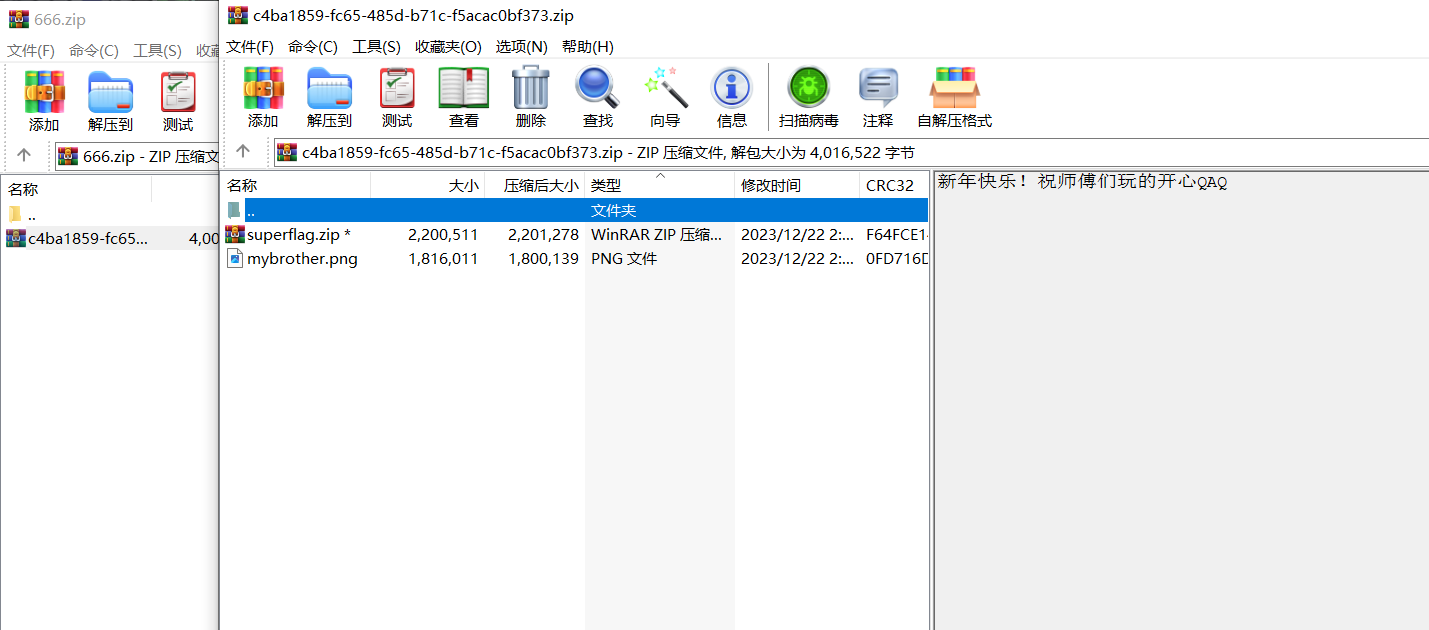 666.zip
文件(F) 命令(C) 工具(S)
添加 解压到 测试
666.zip - ZIP 压缩文
名称
..
c4ba1859-fc65... 4,00
c4ba1859-fc65-485d-b71c-f5acac0bf373.zip
文件(F) 命令(C) 工具(S) 收藏夹(O) 选项(N) 帮助(H)
添加 解压到 测试 查看 删除 查找 向导 信息 扫描病毒 注释 自解压格式
c4ba1859-fc65-485d-b71c-f5acac0bf373.zip - ZIP 压缩文件, 解包大小为 4,016,522 字节
名称 大小 压缩后大小 类型 修改时间 CRC32
.. 文件夹
superflag.zip * 2,200,511 2,201,278 WinRAR ZIP 压缩... 2023/12/22 2:... F64FCE1
mybrother.png 1,816,011 1,800,139 PNG 文件 2023/12/22 2:... 0FD716
新年快乐！祝师傅们玩的开心QAQ